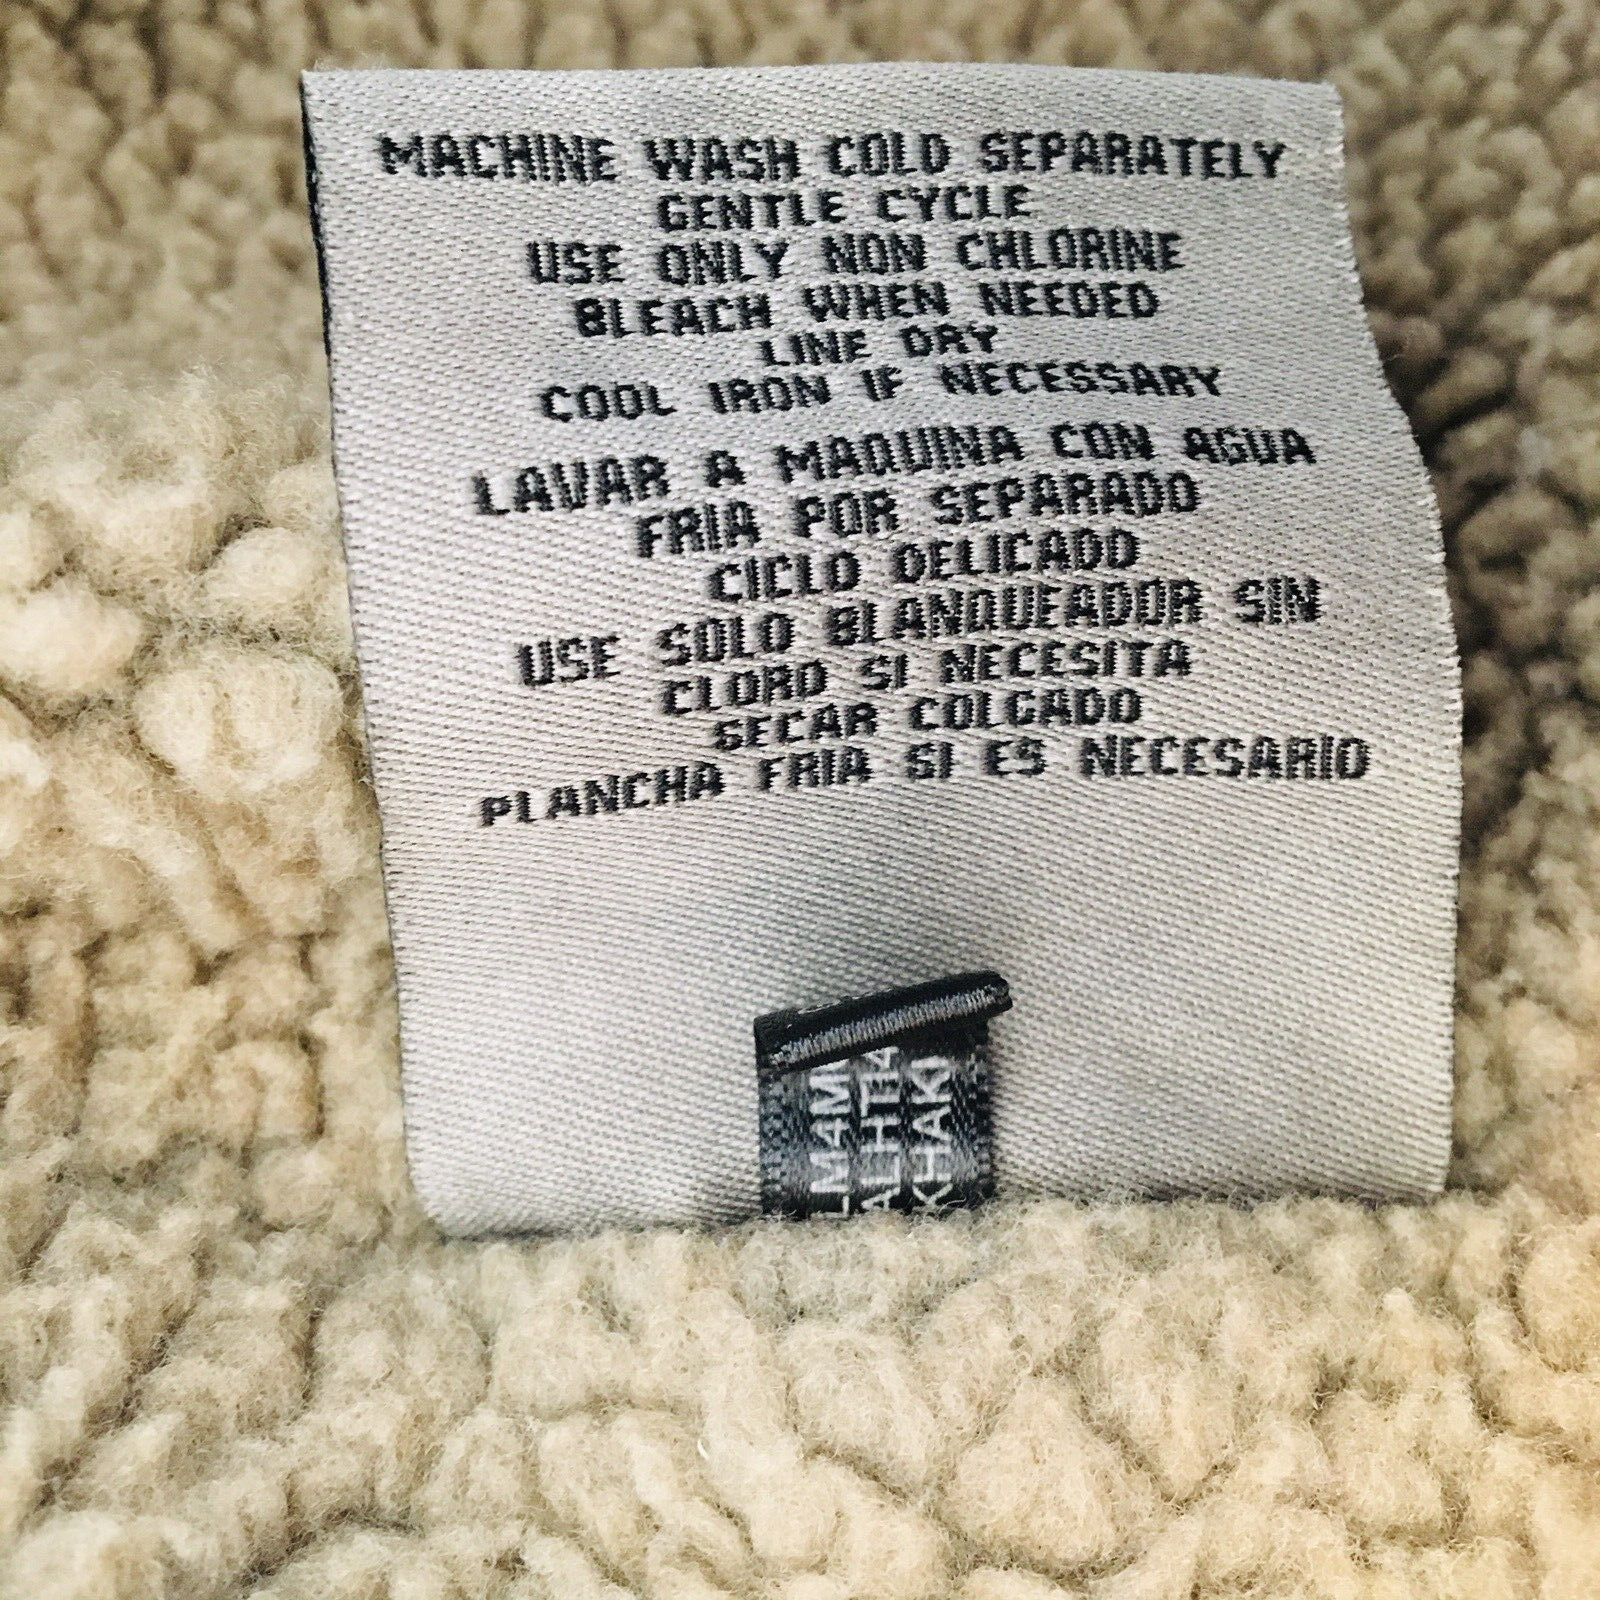 MACHINE WASH COLD SEPARATELY
GENTLE CYCLE
USE ONLY NON CHLORINE
BLEACH WHEN NEEDED
LINE DRY
COOL IRON IF NECESSARY
LAVAR A MAQUINA CON AGÜA
FRIA POR SEPARADO
CICLO DELICADO
USE SOLO BLANQUEADOR SIN
CLORO SI NECESITA
SECAR COLGADO
PLANCHA FRIA SI ES NECESARIO
KHAKI